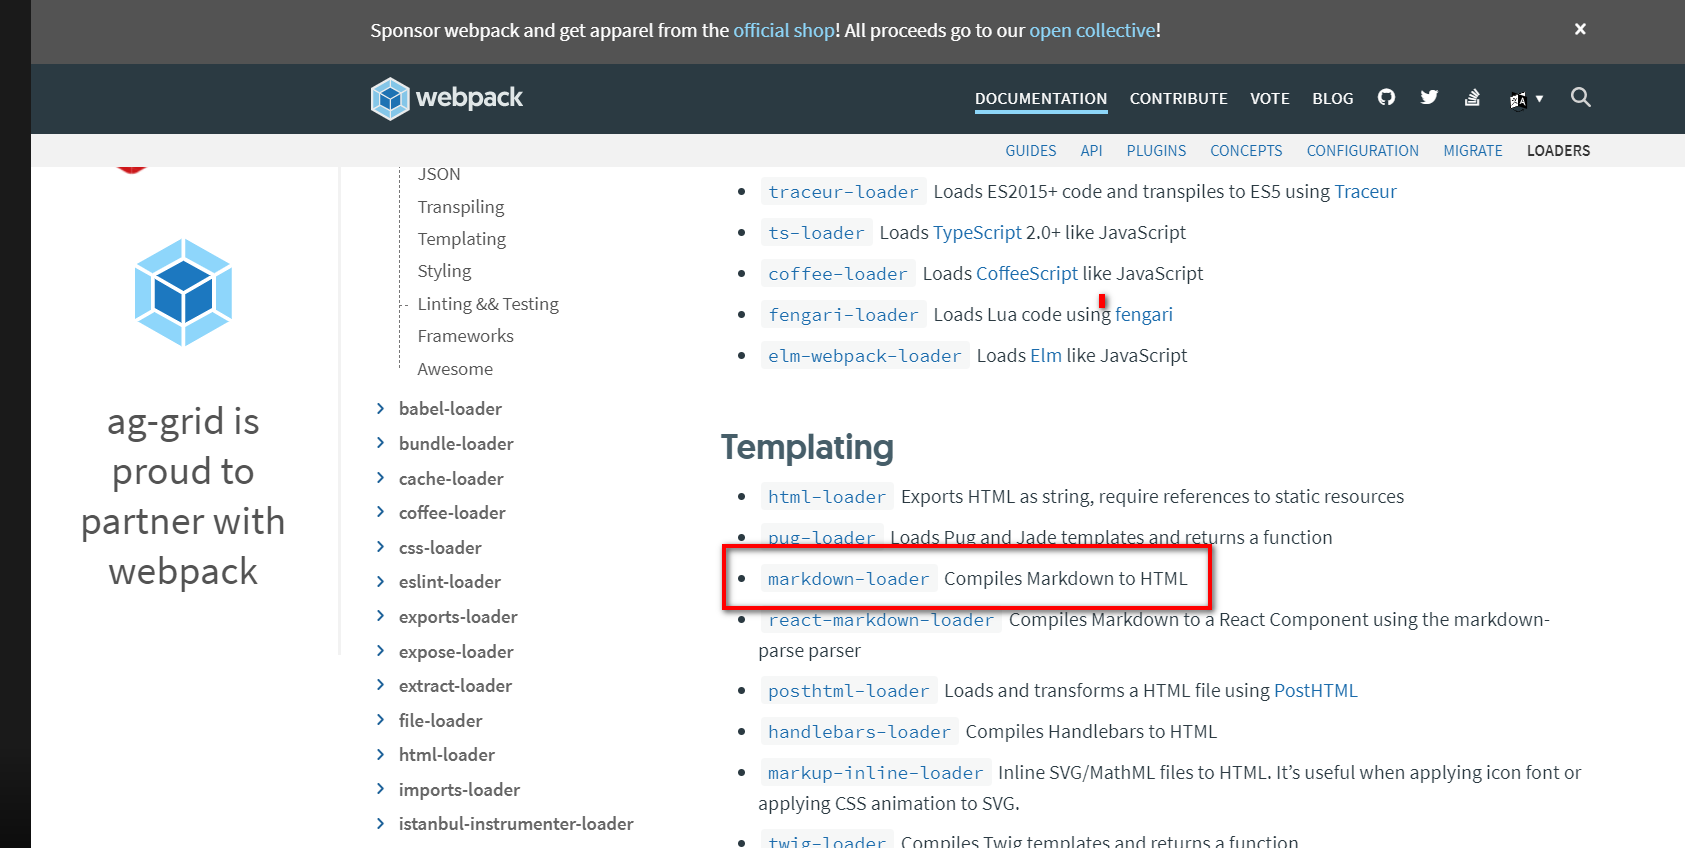 Sponsor webpack and get apparel from the official shop! All proceeds go to our open collective!
webpack
DOCUMENTATION CONTRIBUTE VOTE BLOG
GUIDES API PLUGINS CONCEPTS CONFIGURATION MIGRATE LOADERS
ag-grid is
proud to
partner with
webpack
JSON
Transpiling
Templating
Styling
Linting && Testing
Frameworks
Awesome
babel-loader
bundle-loader
cache-loader
coffee-loader
css-loader
eslint-loader
exports-loader
expose-loader
extract-loader
file-loader
html-loader
imports-loader
istanbul-instrumenter-loader
traceur-loader Loads ES2015+ code and transpiles to ES5 using Traceur
ts-loader Loads TypeScript 2.0+ like JavaScript
coffee-loader Loads CoffeeScript like JavaScript
fengari-loader Loads Lua code using fengari
elm-webpack-loader Loads Elm like JavaScript
Templating
html-loader Exports HTML as string, require references to static resources
pug-loader Loads Pug and Jade templates and returns a function
markdown-loader Compiles Markdown to HTML
react-markdown-loader Compiles Markdown to a React Component using the markdown-
parse parser
posthtml-loader Loads and transforms a HTML file using PostHTML
handlebars-loader Compiles Handlebars to HTML
markup-inline-loader Inline SVG/MathML files to HTML. It’s useful when applying icon font or
applying CSS animation to SVG.
twig-loader Compiles Twig templates and returns a function